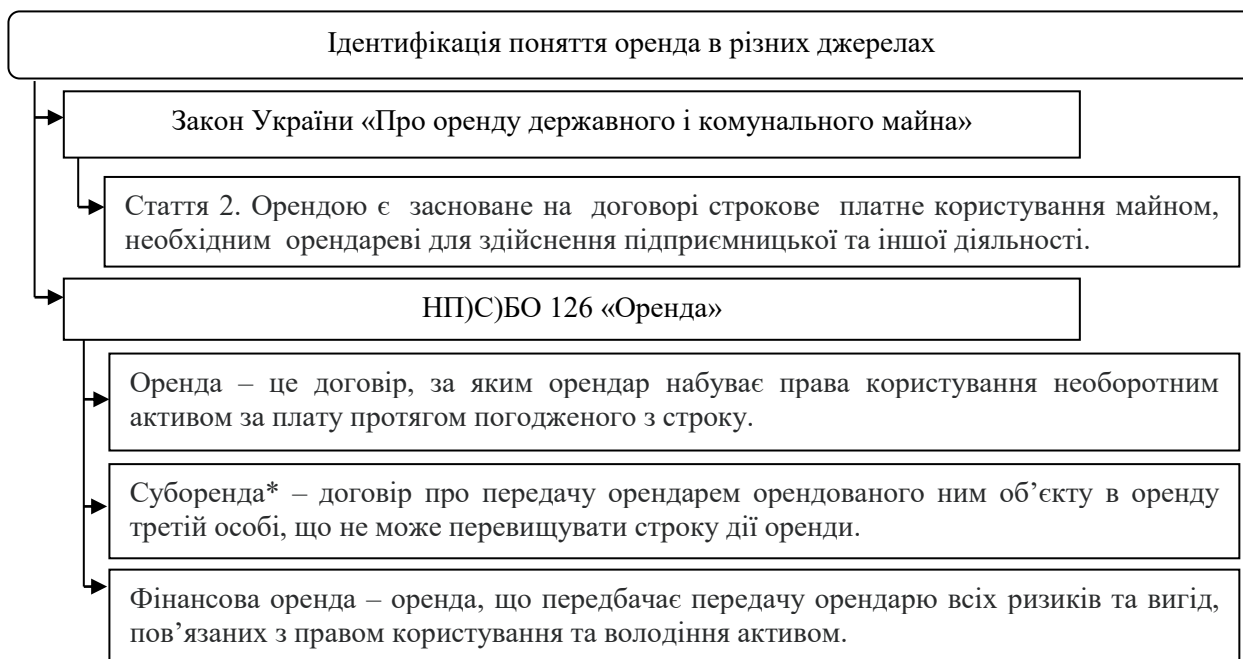 Ідентифікація поняття оренда в різних джерелах
Закон України «Про оренду державного і комунального майна»
Стаття 2. Орендою є засноване на договорі строкове платне користування майном,
необхідним орендареві для здійснення підприємницької та іншої діяльності.
НП)С)БО 126 «Оренда»
Оренда – це договір, за яким орендар набуває права користування необоротним
активом за плату протягом погодженого з строку.
Суборенда* – договір про передачу орендарем орендованого ним об’єкту в оренду
третій особі, що не може перевищувати строку дії оренди.
Фінансова оренда – оренда, що передбачає передачу орендарю всіх ризиків та вигід,
пов’язаних з правом користування та володіння активом.